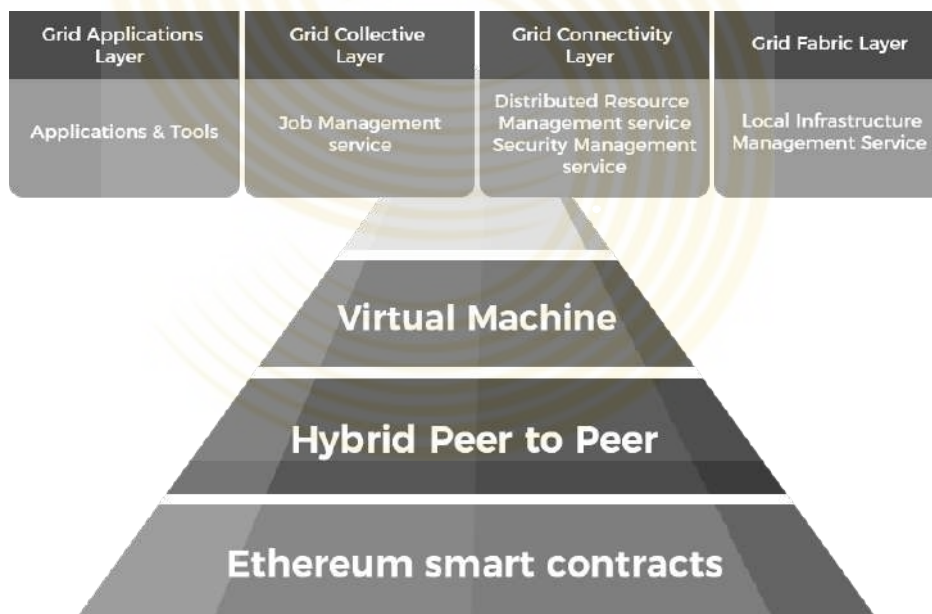 Grid Applications
Layer
Applications & Tools
Grid Collective
Layer
Job Management
service
Grid Connectivity
Layer
Distributed Resource
Management service
Security Management
service
Grid Fabric Layer
Local Infrastructure
Management Service
Virtual Machine
Hybrid Peer to Peer
Ethereum smart contracts